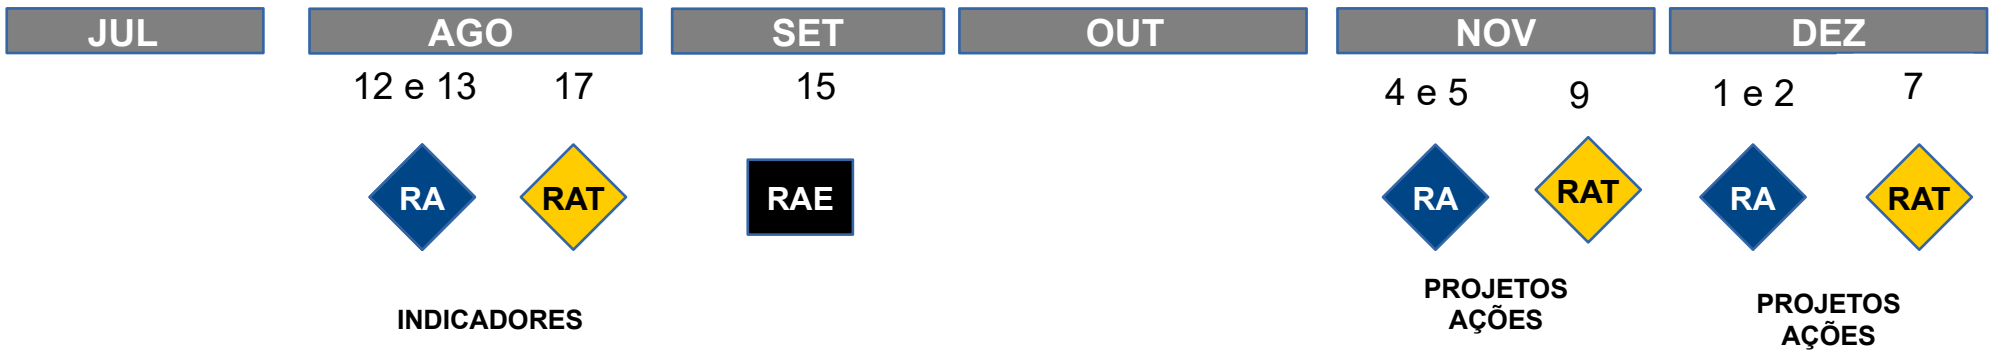 JUL AGO SET OUT NOV DEZ
12 e 13 17 15 4 e 5 9 1 e 2 7
RA RAT RAE RA RAT RA RAT
INDICADORES
PROJETOS
AÇÕES
PROJETOS
AÇÕES